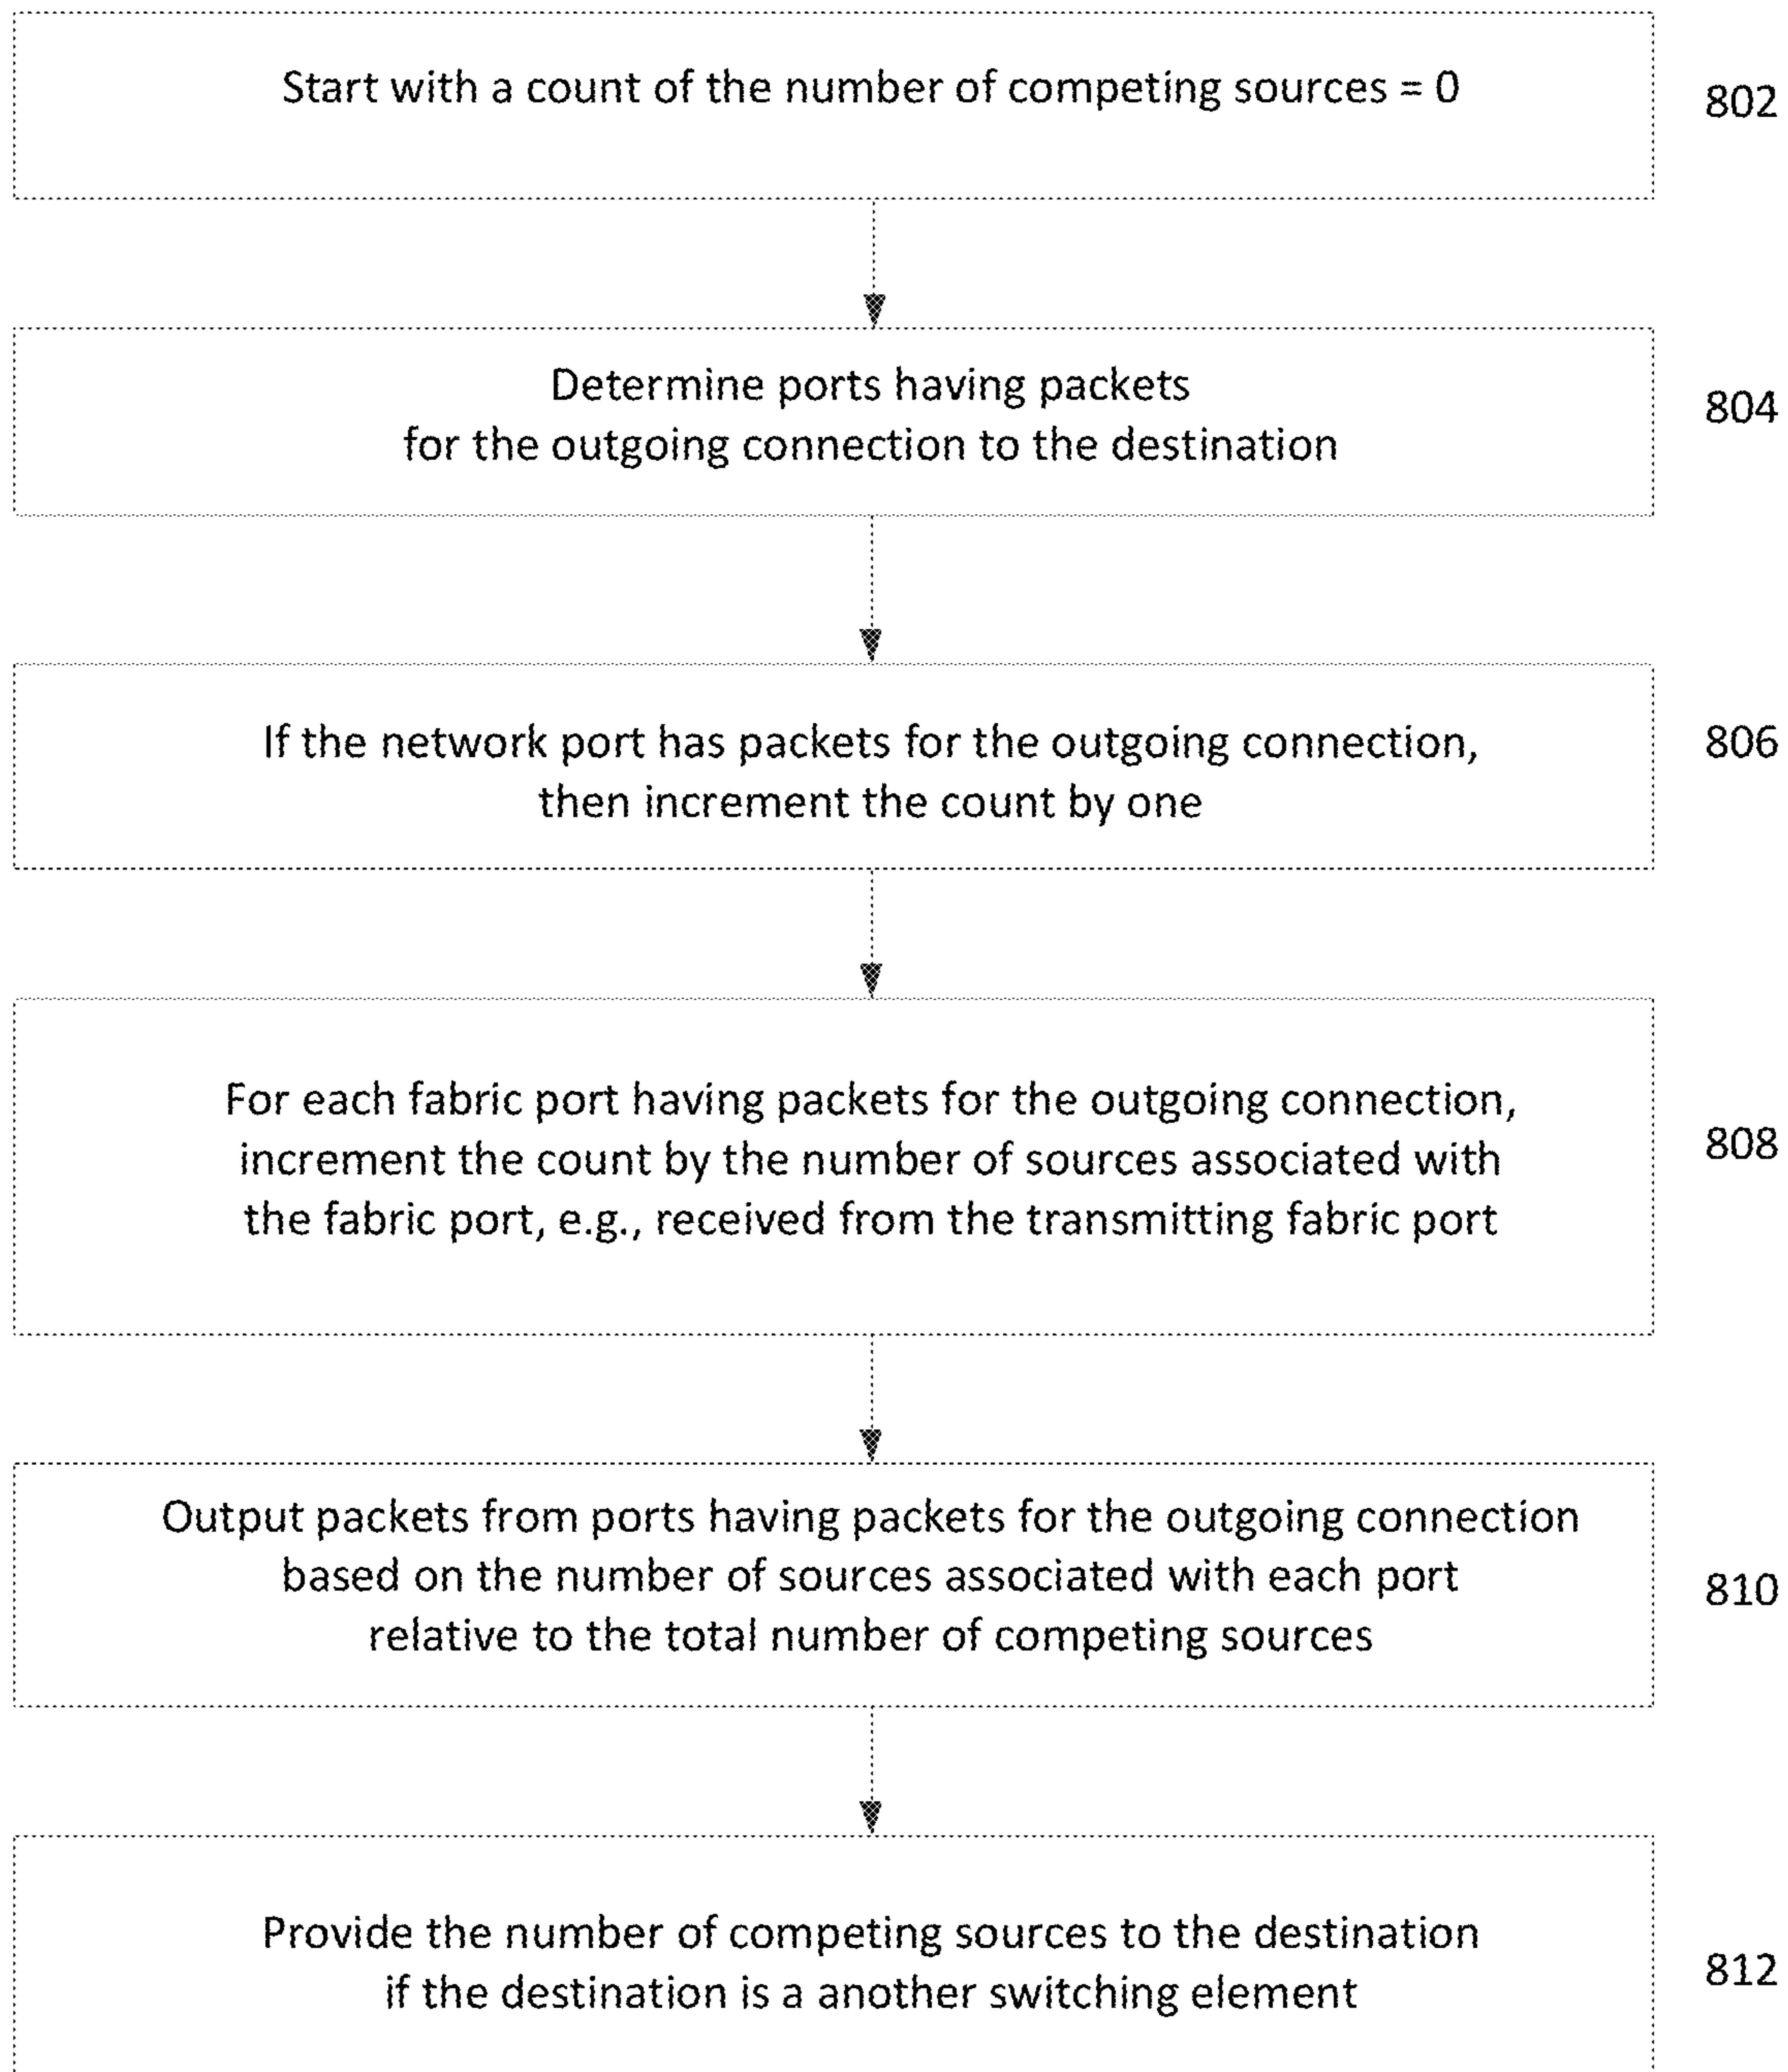 Start with a count of the number of competing sources = 0
802
Determine ports having packets
for the outgoing connection to the destination
804
If the network port has packets for the outgoing connection,
then increment the count by one
806
For each fabric port having packets for the outgoing connection,
increment the count by the number of sources associated with
the fabric port, e.g., received from the transmitting fabric port
808
Output packets from ports having packets for the outgoing connection
based on the number of sources associated with each port
relative to the total number of competing sources
810
Provide the number of competing sources to the destination
if the destination is a another switching element
812